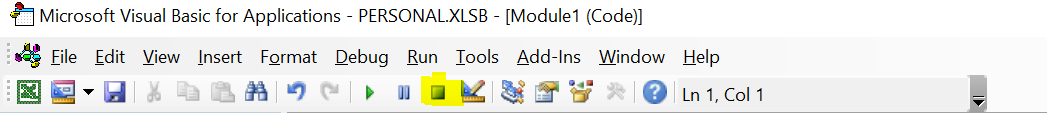 Microsoft Visual Basic for Applications - PERSONAL.XLSB - [Module1 (Code)]
File Edit View Insert Format Debug Run Tools Add-Ins Window Help
Ln 1, Col 1